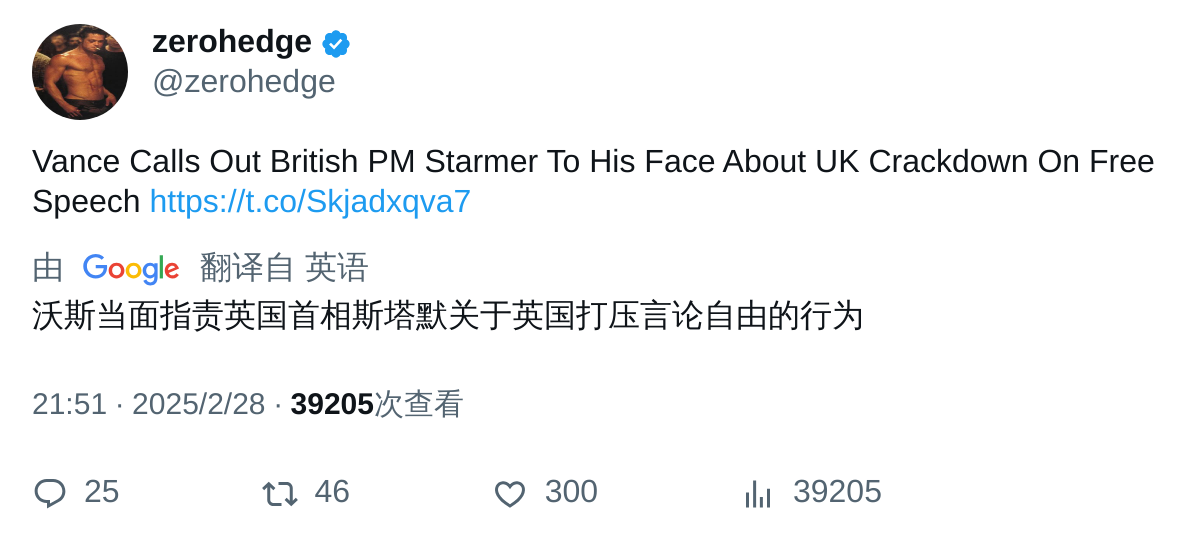 zerohedge
@zerohedge
Vance Calls Out British PM Starmer To His Face About UK Crackdown On Free
Speech https://t.co/Skjadxqva7
由 Google 翻译自 英语
沃斯当面指责英国首相斯塔默关于英国打压言论自由的行为
21:51 · 2025/2/28 · 39205次查看
25 46 300 39205